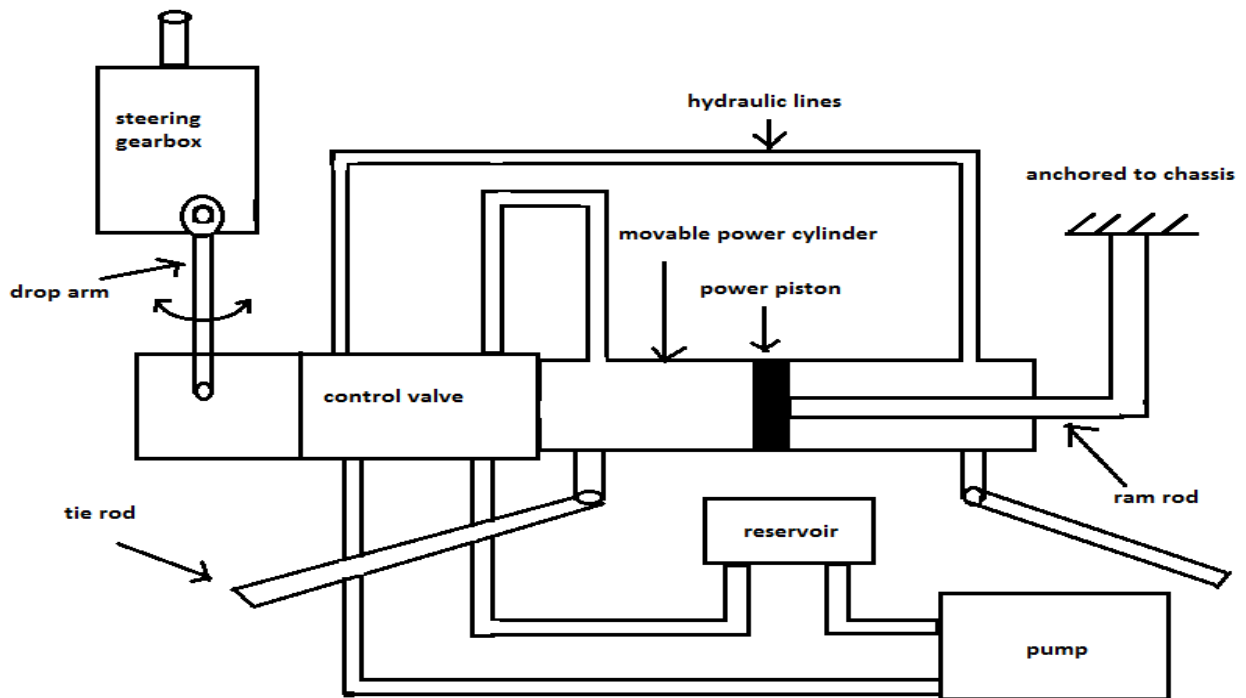 steering
gearbox
hydraulic lines
anchored to chassis
movable power cylinder
drop arm
power piston
control valve
ram rod
tie rod
reservoir
pump